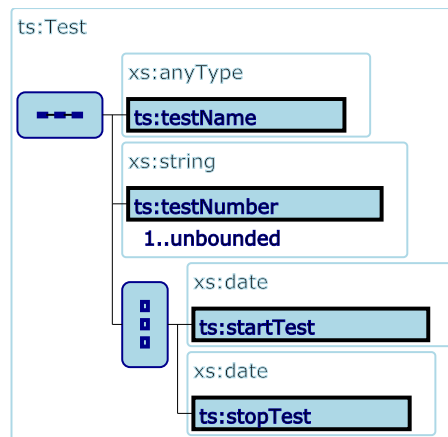 ts:Test
xs:anyType
ts:testName
xs:string
ts:testNumber
1..unbounded
xs:date
ts:startTest
xs:date
ts:stopTest